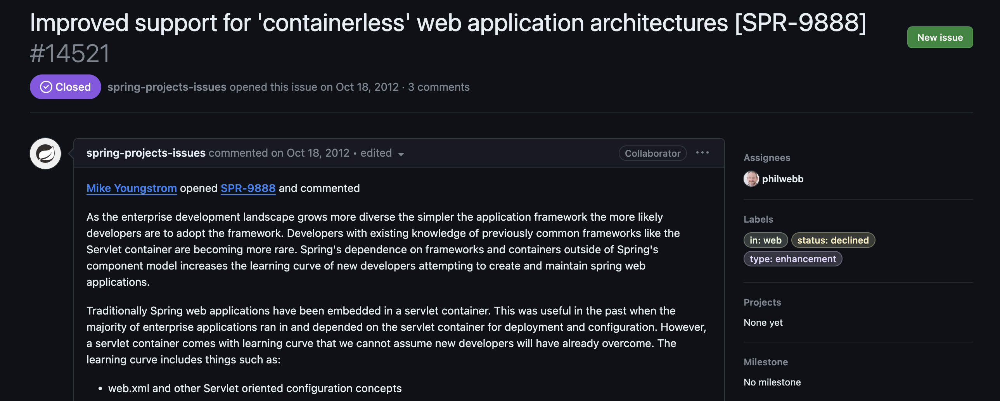 Improved support for 'containerless' web application architectures [SPR-9888]
#14521
New issue
Closed
spring-projects-issues opened this issue on Oct 18, 2012 · 3 comments
spring-projects-issues commented on Oct 18, 2012 • edited
Collaborator
Mike Youngstrom opened SPR-9888 and commented
As the enterprise development landscape grows more diverse the simpler the application framework the more likely
developers are to adopt the framework. Developers with existing knowledge of previously common frameworks like the
Servlet container are becoming more rare. Spring's dependence on frameworks and containers outside of Spring's
component model increases the learning curve of new developers attempting to create and maintain spring web
applications.
Traditionally Spring web applications have been embedded in a servlet container. This was useful in the past when the
majority of enterprise applications ran in and depended on the servlet container for deployment and configuration. However,
a servlet container comes with learning curve that we cannot assume new developers will have already overcome. The
learning curve includes things such as:
• web.xml and other Servlet oriented configuration concepts
Assignees
philwebb
Labels
in: web
status: declined
type: enhancement
Projects
None yet
Milestone
No milestone